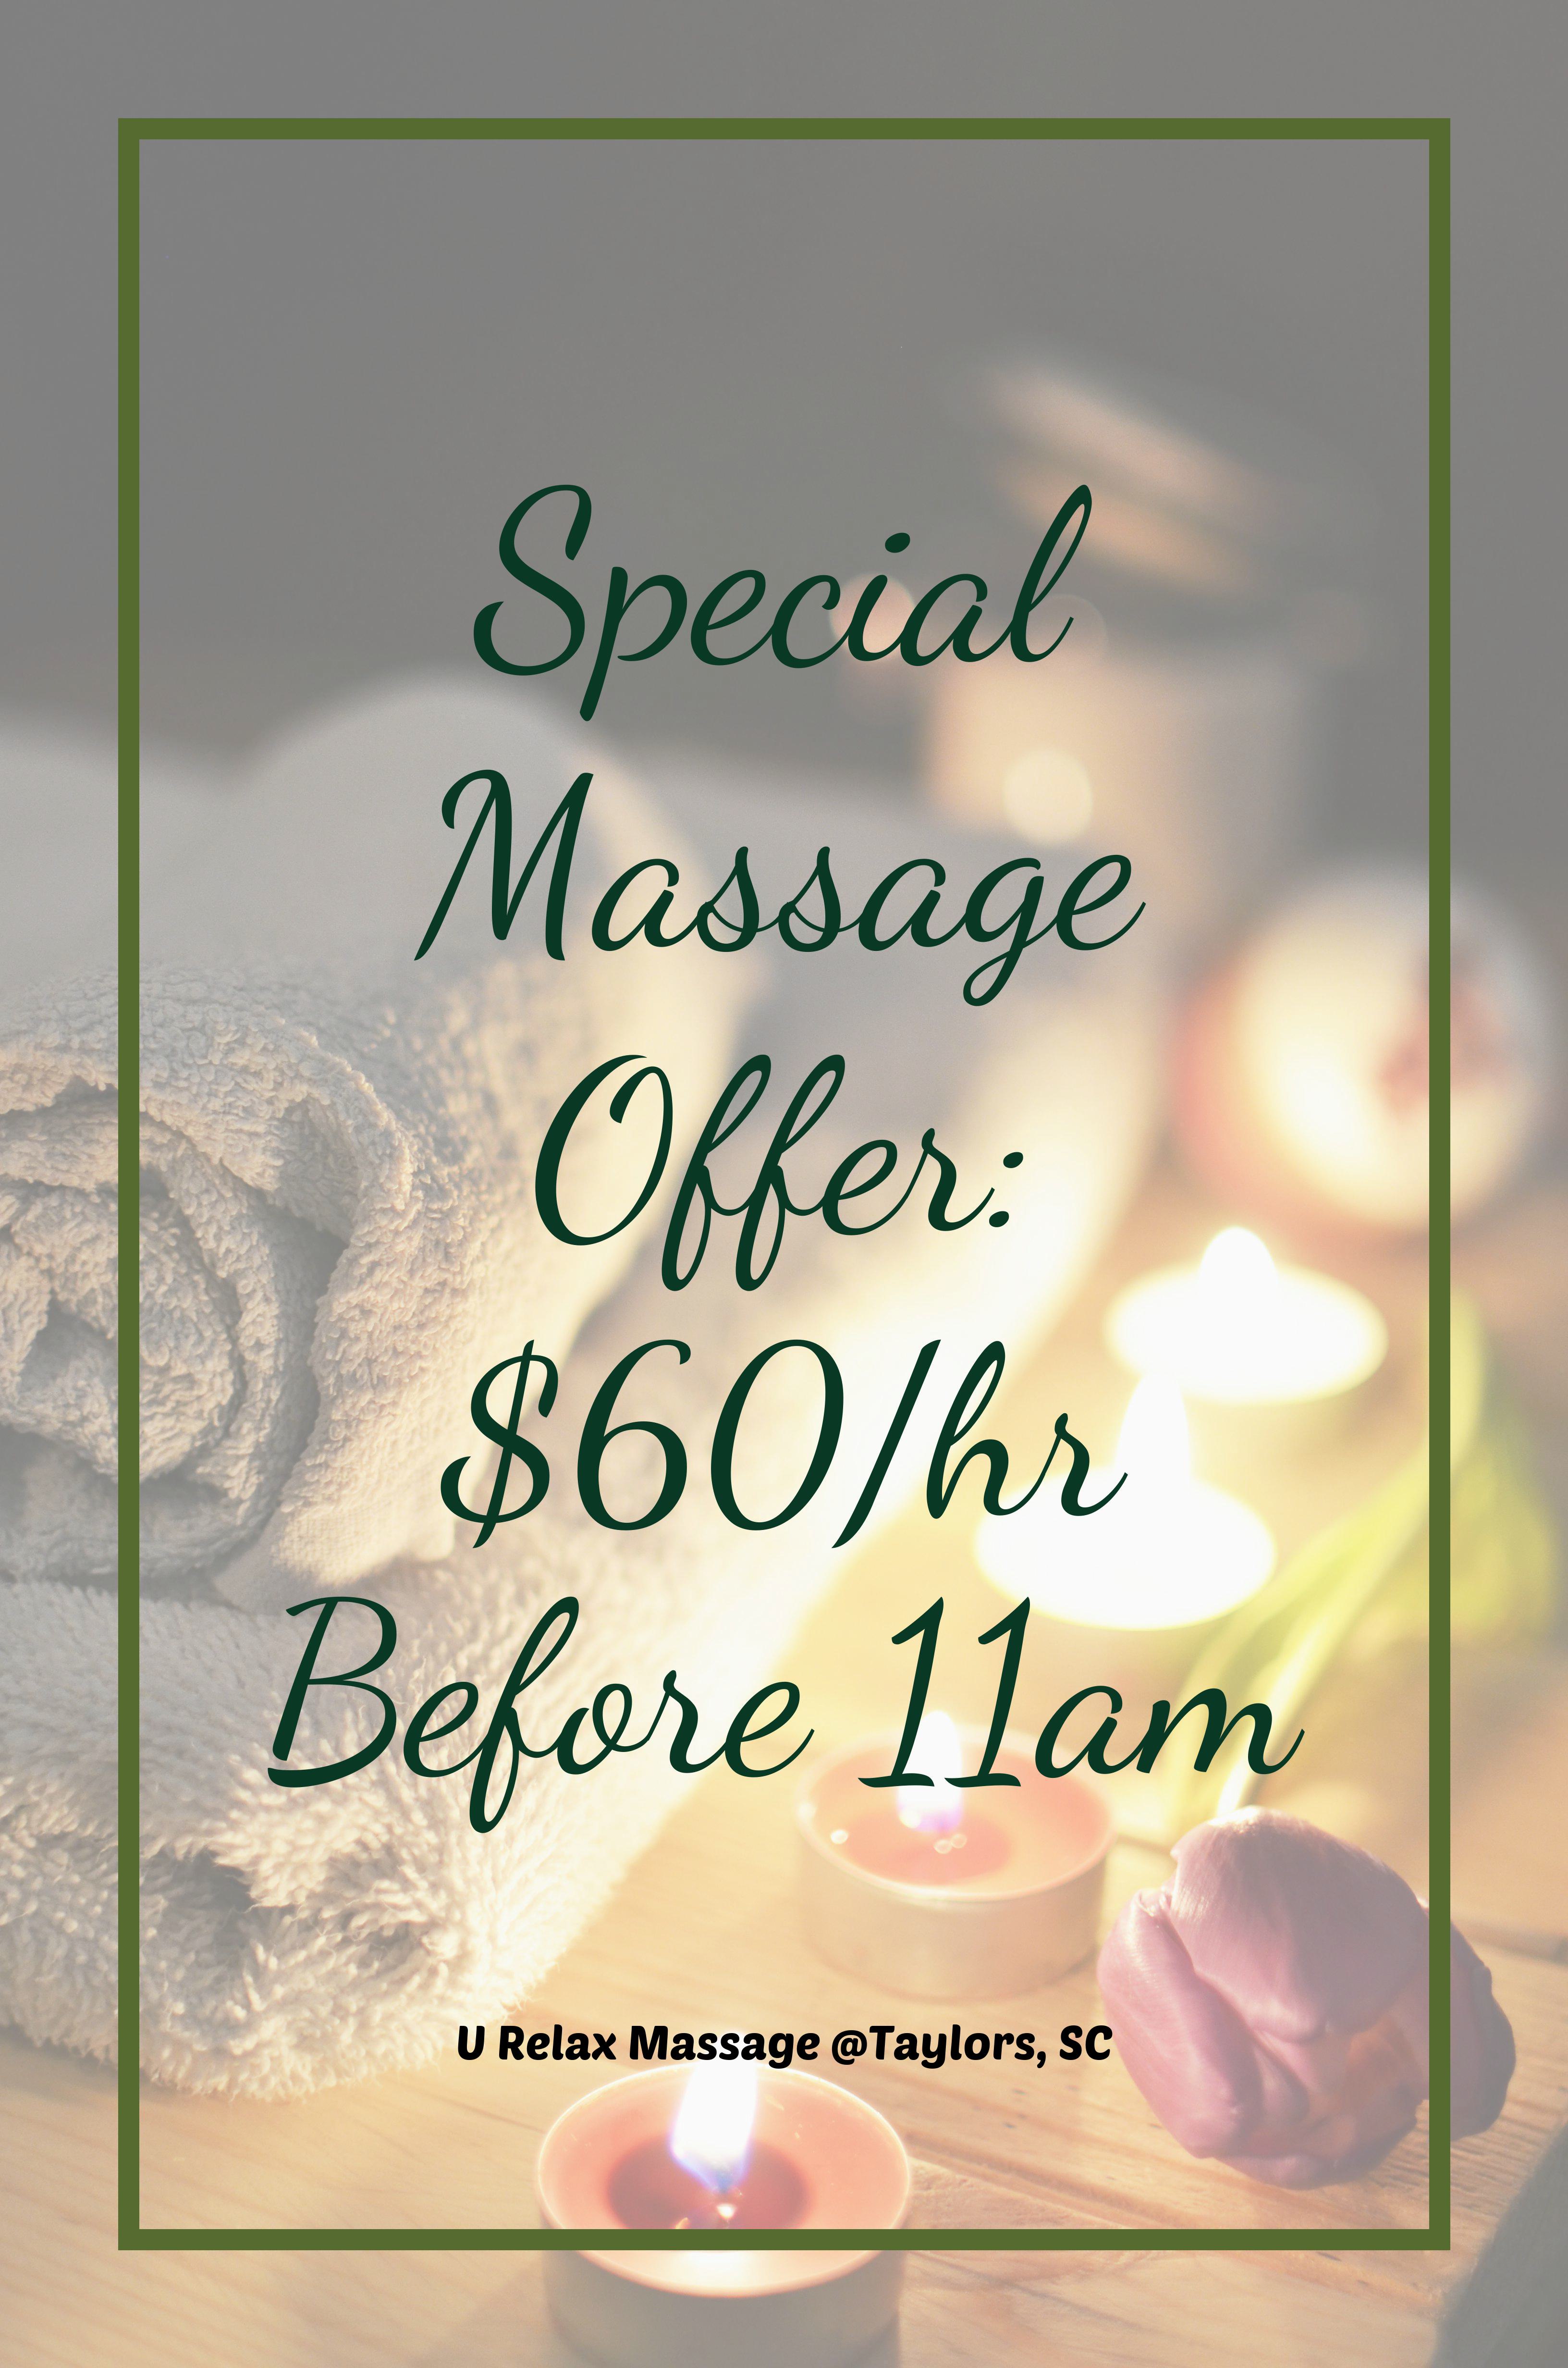 Special
Massage
Offer:
$60/hr
Before 11am
U Relax Massage @Taylors, SC